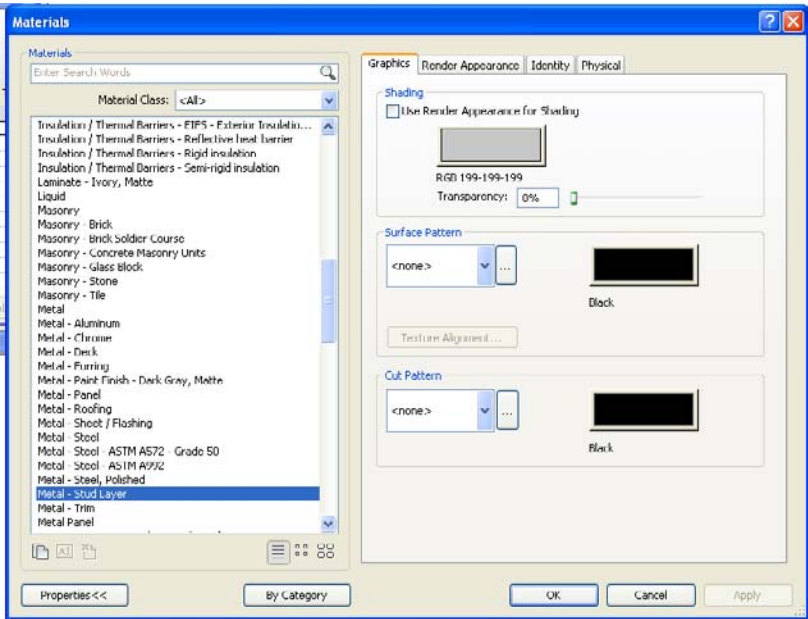 Materials
Materials
Enter Search Words
Material Class: <All>
Insulation / Thermal Barriers - EIFS - Exterior Insulatio...
Insulation / Thermal Barriers - Reflective heat barrier
Insulation / Thermal Barriers - Rigid insulation
Insulation / Thermal Barriers - Semi-rigid insulation
Laminate - Ivory, Matte
Liquid
Masonry
Masonry - Brick
Masonry - Brick Soldier Course
Masonry - Concrete Masonry Units
Masonry - Glass Block
Masonry - Stone
Masonry - Tile
Metal
Metal - Aluminum
Metal - Chrome
Metal - Deck
Metal - Furring
Metal - Paint Finish - Dark Gray, Matte
Metal - Panel
Metal - Roofing
Metal - Sheet / Flashing
Metal - Steel
Metal - Steel - ASTM A572 - Grade 50
Metal - Steel - ASTM A992
Metal - Steel, Polished
Metal - Stud Layer
Metal - Trim
Metal Panel
AI
Properties <<
By Category
Graphics Render Appearance Identity Physical
Shading
Use Render Appearance for Shading
RGB 199-199-199
Transparency: 0%
Surface Pattern
<none>
...
Black
Texture Alignment...
Cut Pattern
<none>
...
Black
OK Cancel Apply